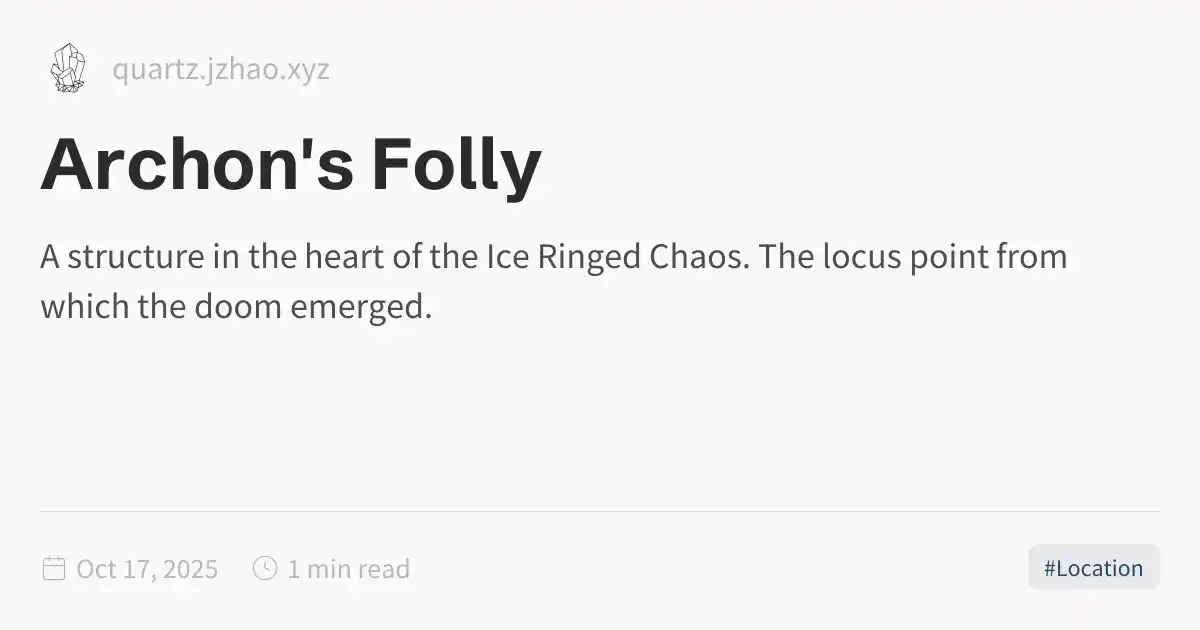 quartz.jzhao.xyz
Archon's Folly
A structure in the heart of the Ice Ringed Chaos. The locus point from
which the doom emerged.
Oct 17, 2025
1 min read
#Location